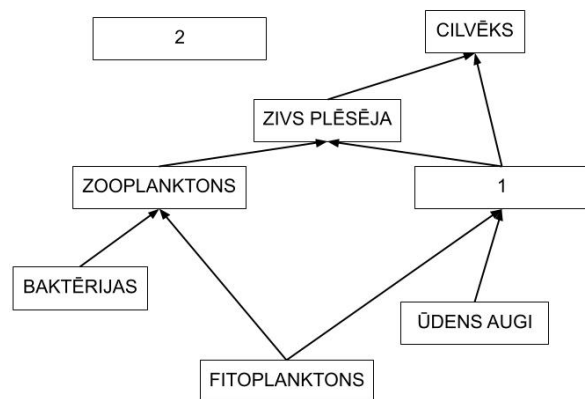 2
CILVĒKS
ZIVS PLĒSĒJA
ZOOPLANKTONS
1
BAKTĒRIJAS
ŪDENS AUGI
FITOPLANKTONS